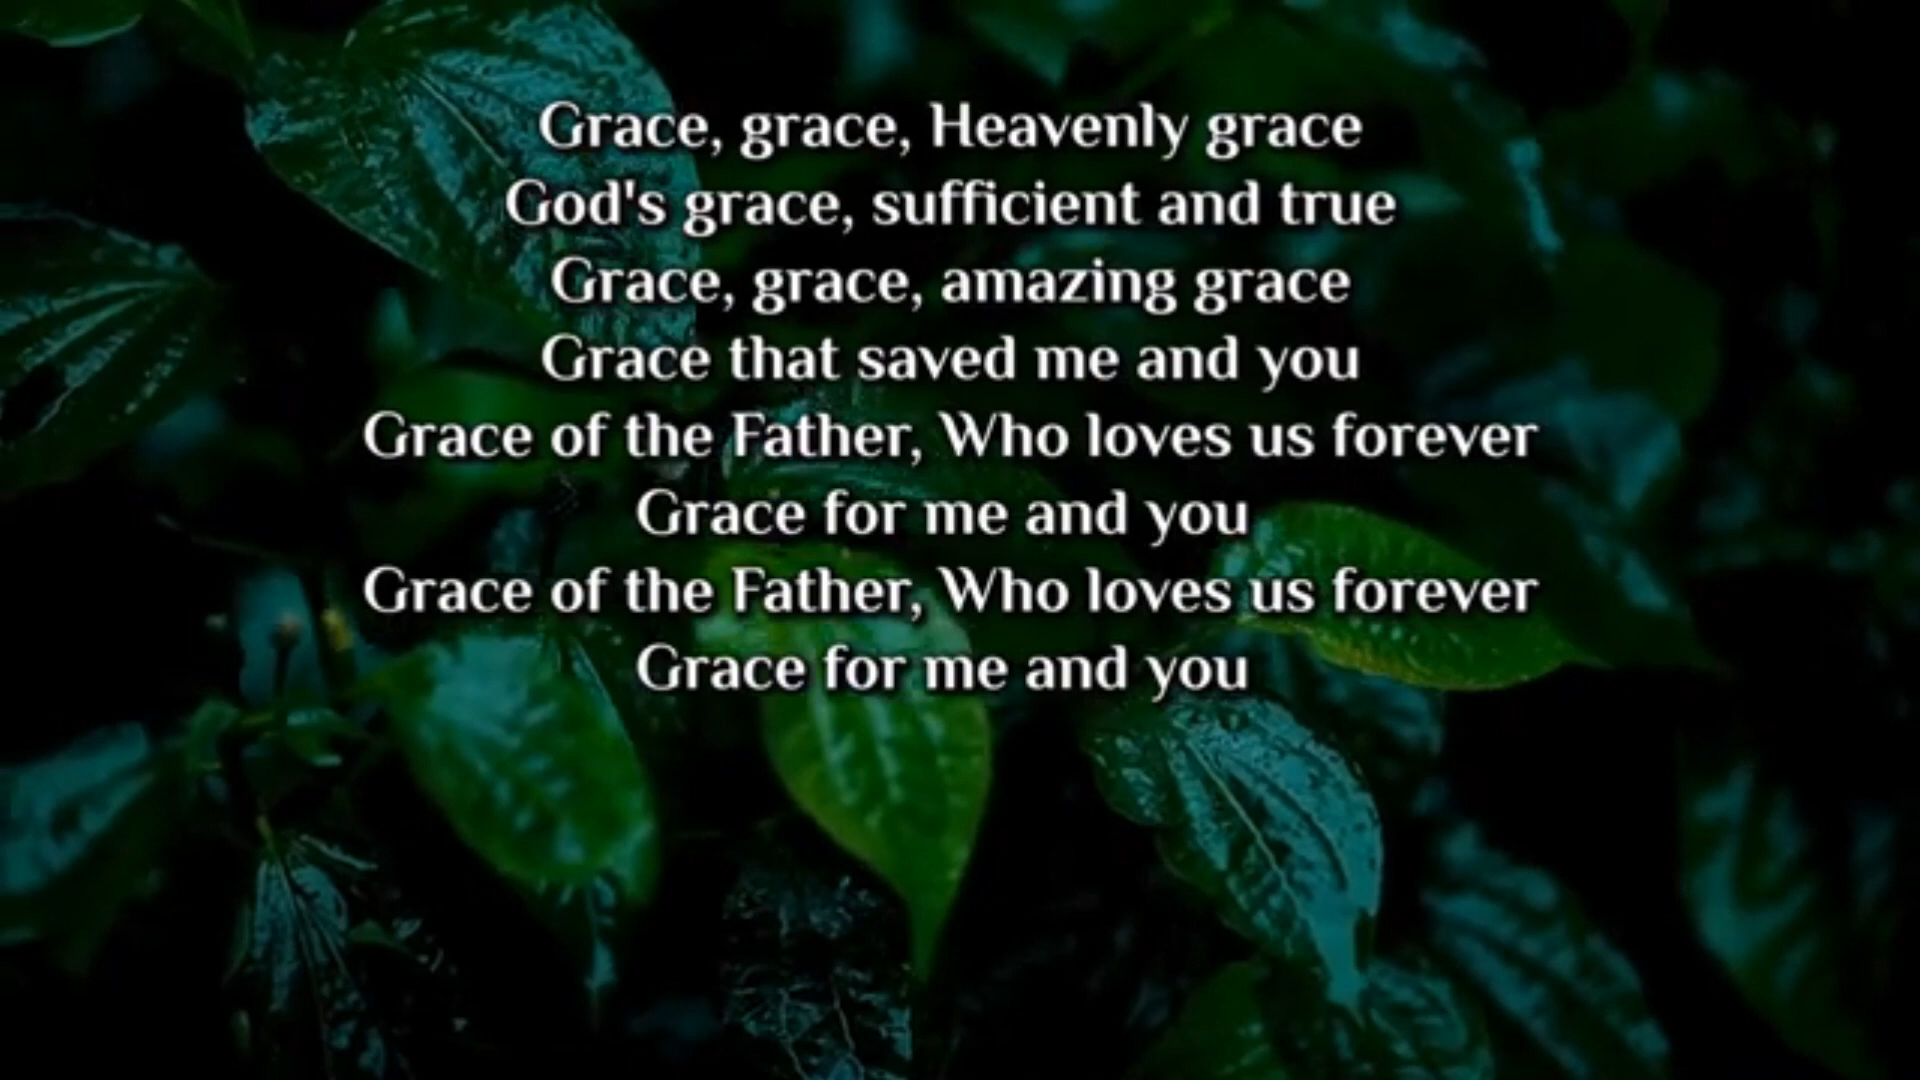 Grace, grace, Heavenly grace
God's grace, sufficient and true
Grace, grace, amazing grace
Grace that saved me and you
Grace of the Father, Who loves us forever
Grace for me and you
Grace of the Father, Who loves us forever
Grace for me and you